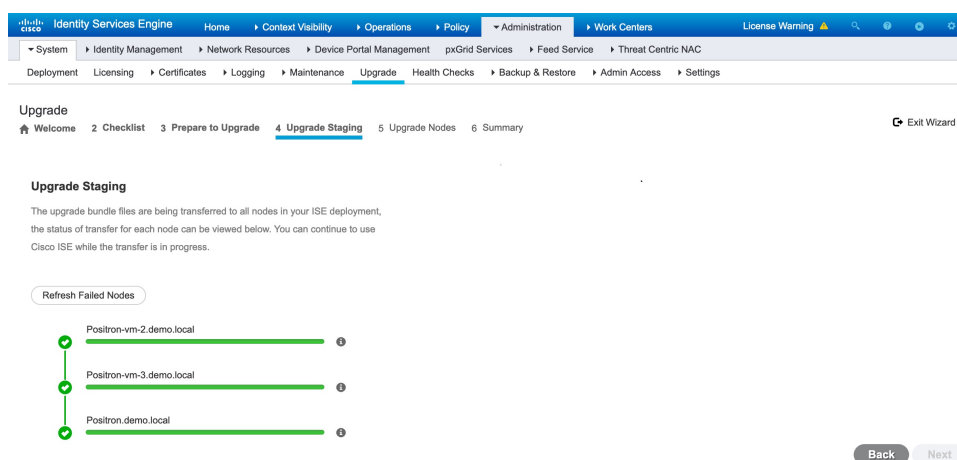 cisco Identity Services Engine Home Context Visibility Operations Policy Administration Work Centers License Warning
System Identity Management Network Resources Device Portal Management pxGrid Services Feed Service Threat Centric NAC
Deployment Licensing Certificates Logging Maintenance Upgrade Health Checks Backup & Restore Admin Access Settings
Upgrade
Welcome 2 Checklist 3 Prepare to Upgrade 4 Upgrade Staging 5 Upgrade Nodes 6 Summary Exit Wizard
Upgrade Staging
The upgrade bundle files are being transferred to all nodes in your ISE deployment,
the status of transfer for each node can be viewed below. You can continue to use
Cisco ISE while the transfer is in progress.
Refresh Failed Nodes
Positron-vm-2.demo.local
Positron-vm-3.demo.local
Positron.demo.local
Back Next